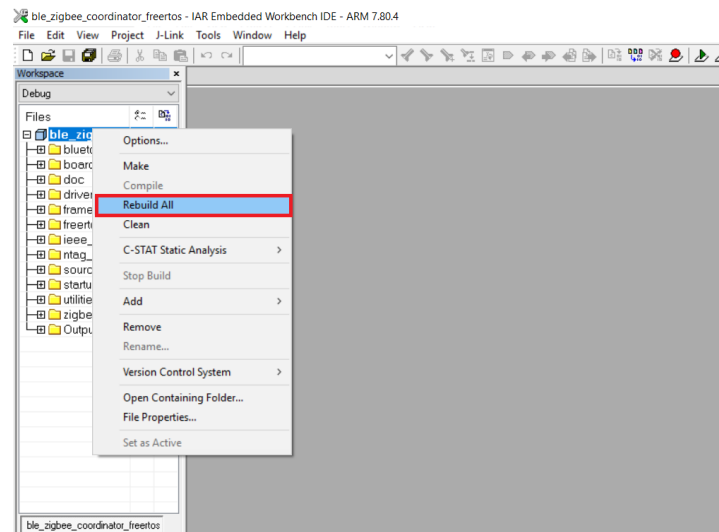 ble_zigbee_coordinator_freertos - IAR Embedded Workbench IDE - ARM 7.80.4
File Edit View Project J-Link Tools Window Help
Workspace
Debug
Files
ble_zig
blueto
board
doc
driver
frame
freert
ieee_
ntag_
sourc
startu
utilitie
zigbe
Outpu
Options...
Make
Compile
Rebuild All
Clean
C-STAT Static Analysis
Stop Build
Add
Remove
Rename...
Version Control System
Open Containing Folder...
File Properties...
Set as Active
ble_zigbee_coordinator_freertos